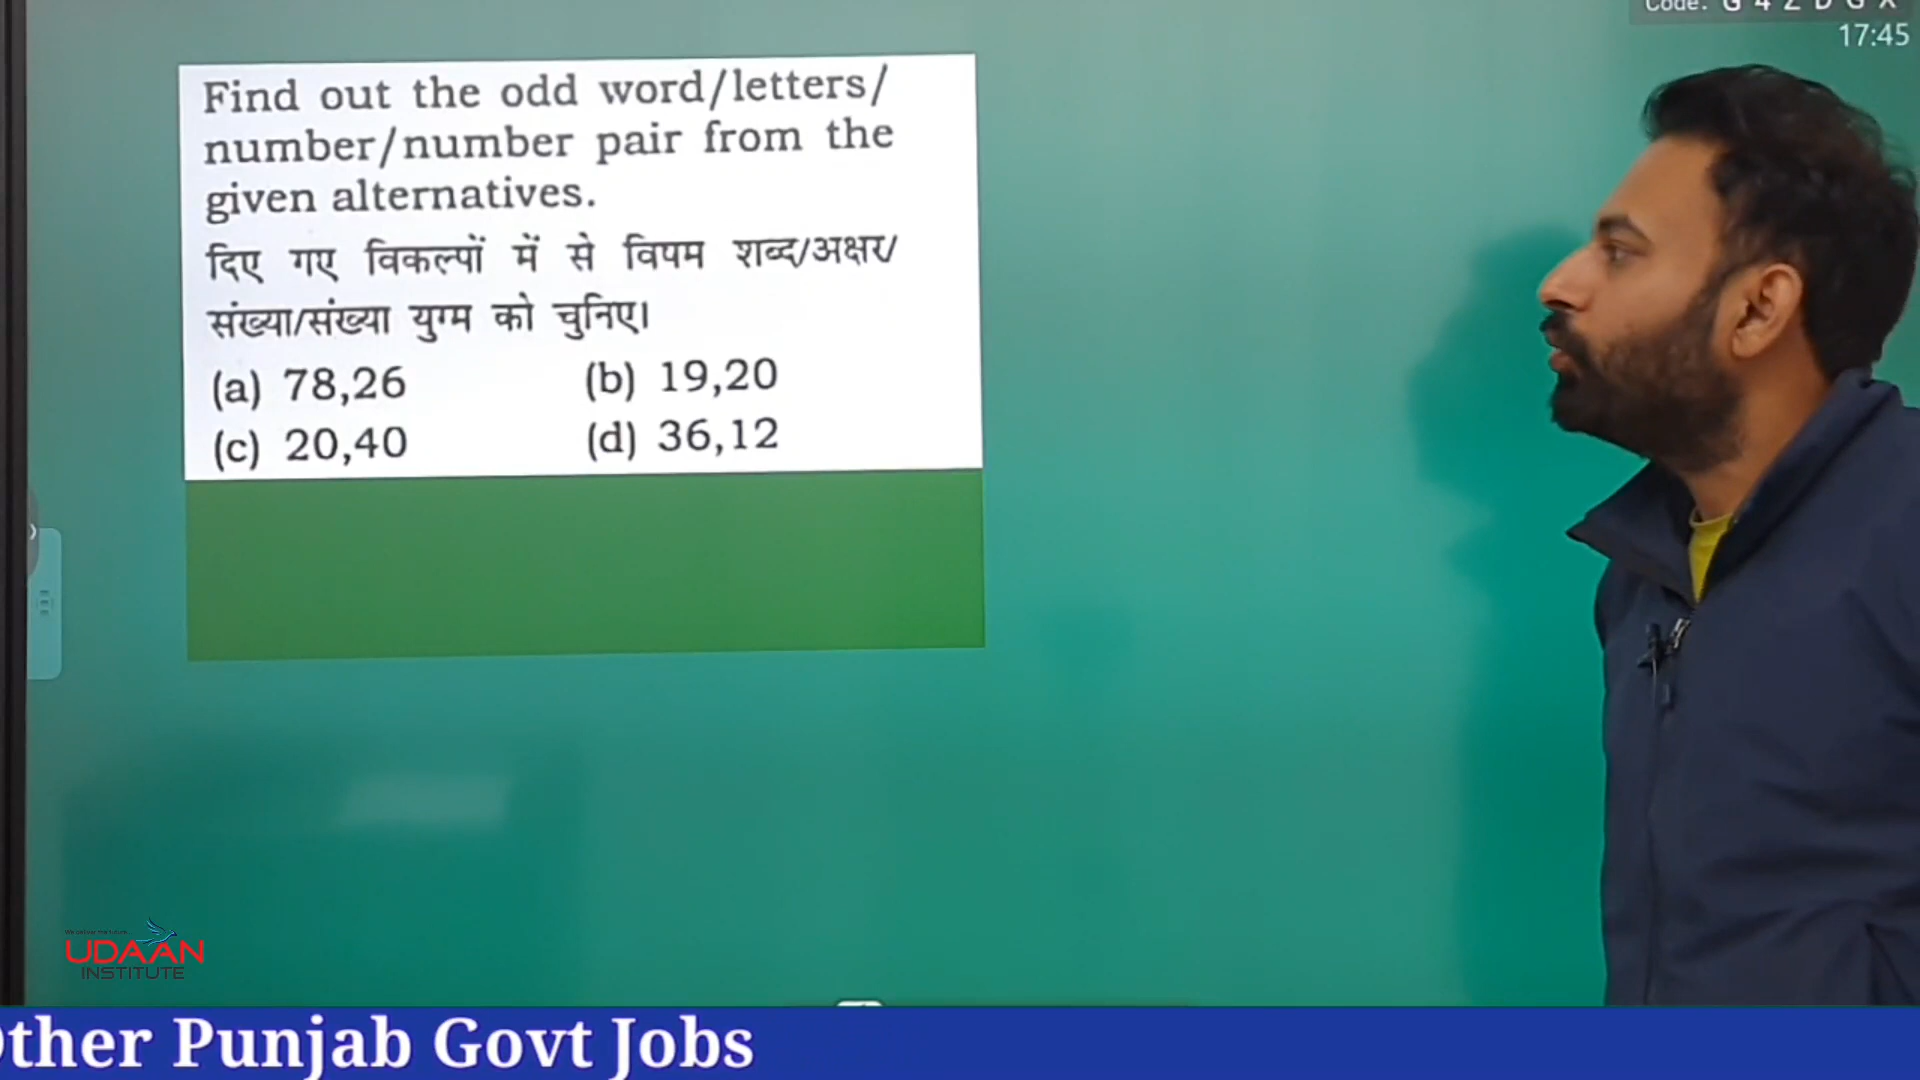 17:45
Find out the odd word/letters/
number/number pair from the
given alternatives.
दिए गए विकल्पों में से विषम शब्द/अक्षर/
संख्या/संख्या युग्म को चुनिए।
(a) 78,26 (b) 19,20
(c) 20,40 (d) 36,12
UDAAN
INSTITUTE
ther Punjab Govt Jobs